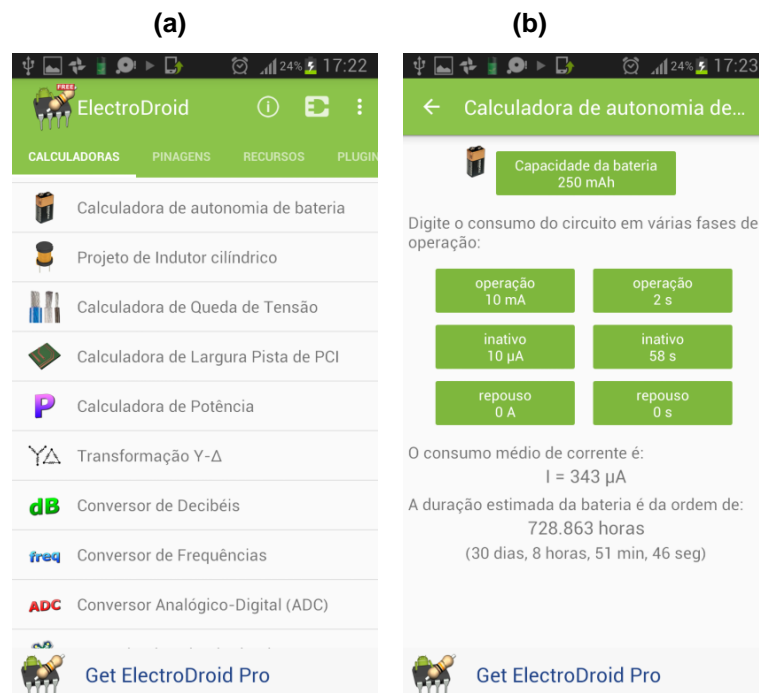 (a)
24% 17:22
FREE
ElectroDroid
CALCULADORAS PINAGENS RECURSOS PLUGIN
Calculadora de autonomia de bateria
Projeto de Indutor cilíndrico
Calculadora de Queda de Tensão
Calculadora de Largura Pista de PCI
P Calculadora de Potência
Y∆ Transformação Y-∆
dB Conversor de Decibéis
freq Conversor de Frequências
ADC Conversor Analógico-Digital (ADC)
Get ElectroDroid Pro
(b)
24% 17:23
Calculadora de autonomia de...
Capacidade da bateria
250 mAh
Digite o consumo do circuito em várias fases de
operação:
operação operação
10 mA 2 s
inativo inativo
10 µA 58 s
repouso repouso
0 A 0 s
O consumo médio de corrente é:
I = 343 µA
A duração estimada da bateria é da ordem de:
728.863 horas
(30 dias, 8 horas, 51 min, 46 seg)
Get ElectroDroid Pro